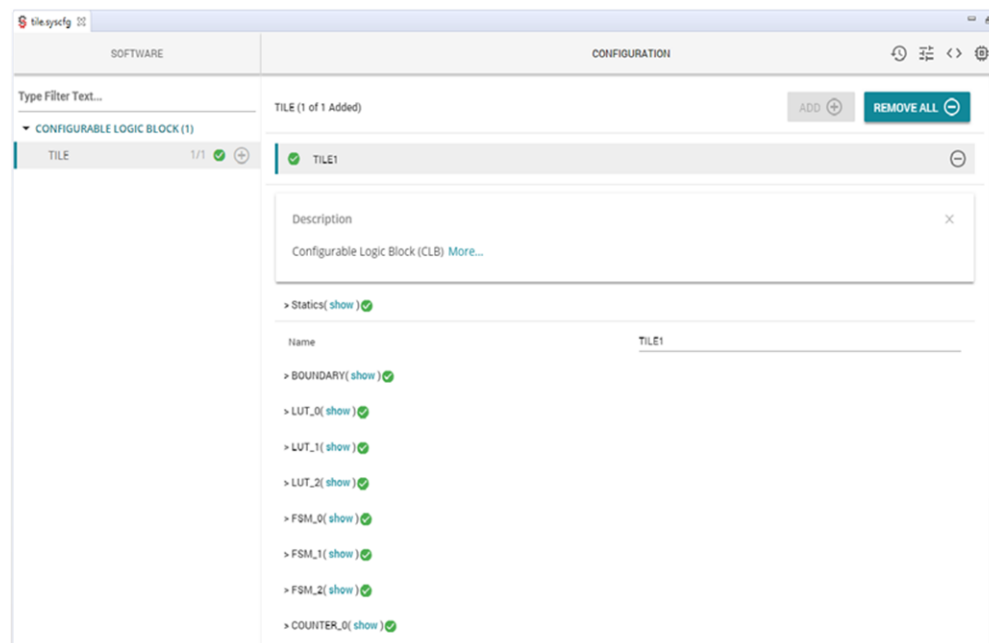 tile.syscfg
SOFTWARE
CONFIGURATION
Type Filter Text...
TILE (1 of 1 Added)
ADD
REMOVE ALL
CONFIGURABLE LOGIC BLOCK (1)
TILE 1/1
TILE1
Description
Configurable Logic Block (CLB) More...
> Statics( show )
Name TILE1
> BOUNDARY( show )
> LUT_0( show )
> LUT_1( show )
> LUT_2( show )
> FSM_0( show )
> FSM_1( show )
> FSM_2( show )
> COUNTER_0( show )